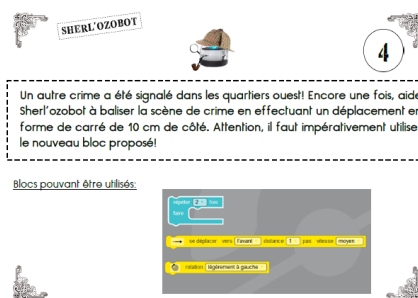 SHERL'OZOBOT
4
Un autre crime a été signalé dans les quartiers ouest! Encore une fois, aide
Sherl'ozobot à baliser la scène de crime en effectuant un déplacement en
forme de carré de 10 cm de côté. Attention, il faut impérativement utilise
le nouveau bloc proposé!
Blocs pouvant être utilisés:
répéter 2 fois
faire
se déplacer vers l'avant distance 1 pas vitesse moyen
rotation légèrement à gauche